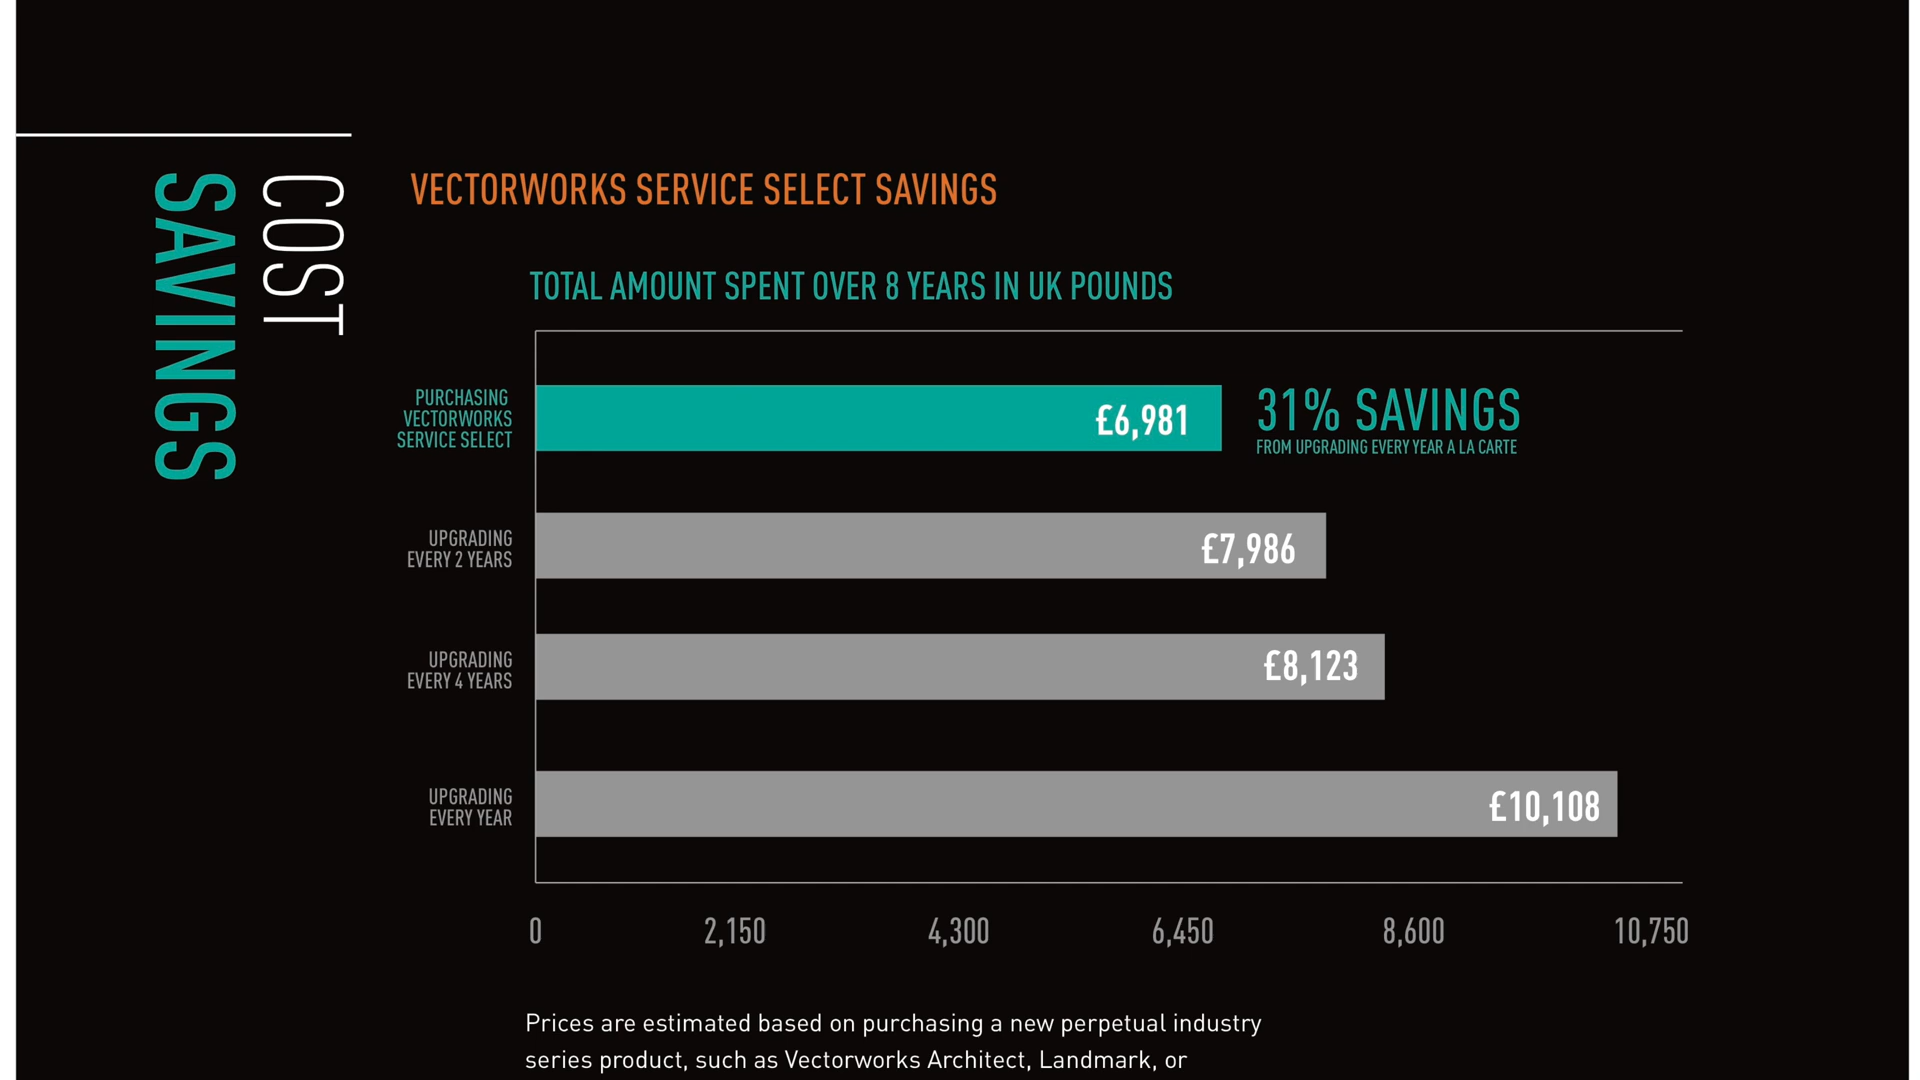 COST
SAVINGS
VECTORWORKS SERVICE SELECT SAVINGS
TOTAL AMOUNT SPENT OVER 8 YEARS IN UK POUNDS
PURCHASING
VECTORWORKS
SERVICE SELECT
£6,981
31% SAVINGS
FROM UPGRADING EVERY YEAR A LA CARTE
UPGRADING
EVERY 2 YEARS
£7,986
UPGRADING
EVERY 4 YEARS
£8,123
UPGRADING
EVERY YEAR
£10,108
0 2,150 4,300 6,450 8,600 10,750
Prices are estimated based on purchasing a new perpetual industry
series product, such as Vectorworks Architect, Landmark, or